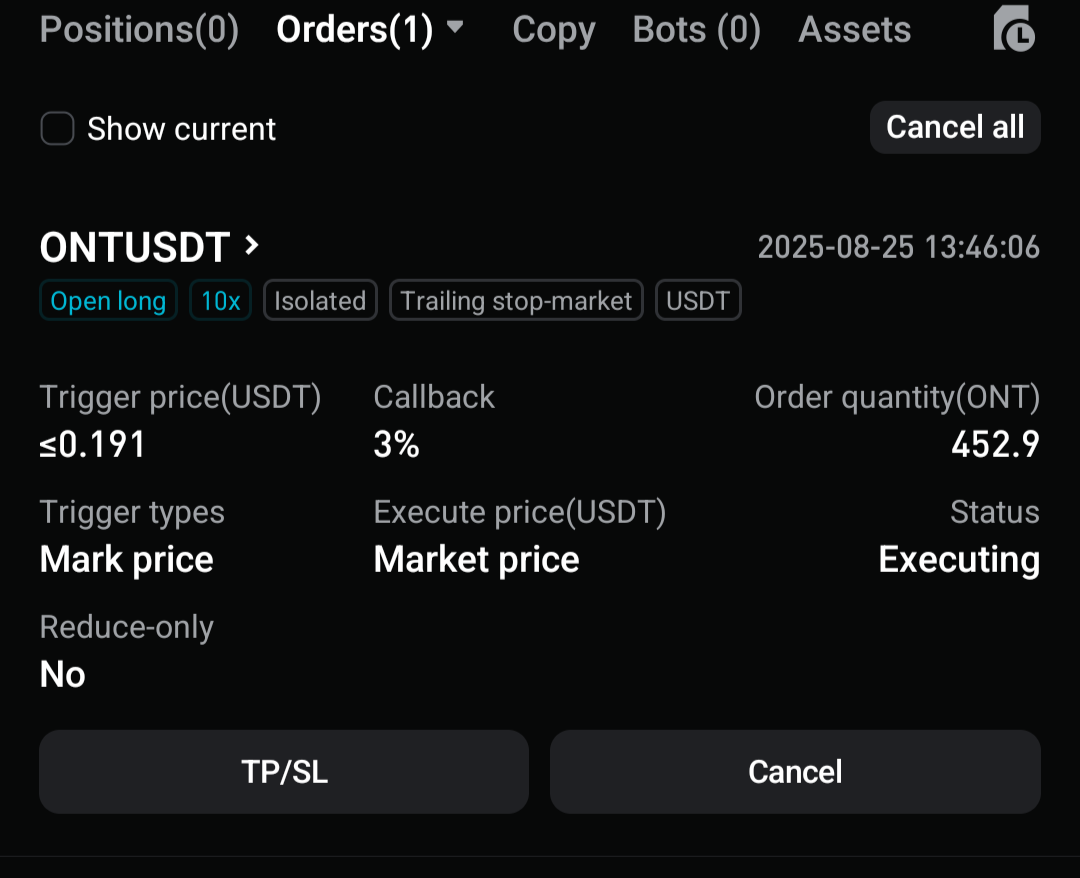 Positions(0) Orders(1) Copy Bots (0) Assets
Show current Cancel all
ONTUSDT > 2025-08-25 13:46:06
Open long 10x Isolated Trailing stop-market USDT
Trigger price(USDT) Callback Order quantity(ONT)
≤0.191 3% 452.9
Trigger types Execute price(USDT) Status
Mark price Market price Executing
Reduce-only
No
TP/SL Cancel